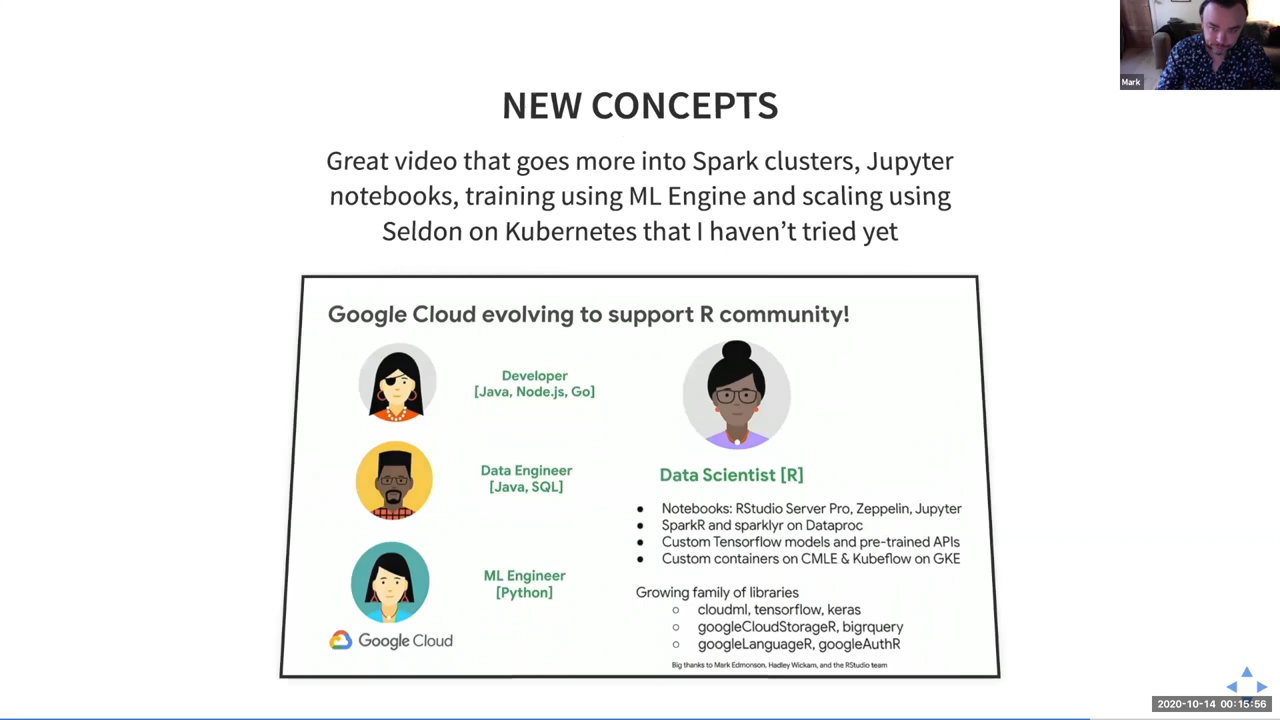 Mark
NEW CONCEPTS
Great video that goes more into Spark clusters, Jupyter
notebooks, training using ML Engine and scaling using
Seldon on Kubernetes that I haven’t tried yet
Google Cloud evolving to support R community!
Developer
[Java, Node.js, Go]
Data Engineer
[Java, SQL]
ML Engineer
[Python]
Google Cloud
Data Scientist [R]
● Notebooks: RStudio Server Pro, Zeppelin, Jupyter
● SparkR and sparklyr on Dataproc
● Custom Tensorflow models and pre-trained APIs
● Custom containers on CMLE & Kubeflow on GKE
Growing family of libraries
○ cloudml, tensorflow, keras
○ googleCloudStorageR, bigrquery
○ googleLanguageR, googleAuthR
Big thanks to Mark Edmonson, Hadley Wickam, and the RStudio team
2020-10-14 00:15:56